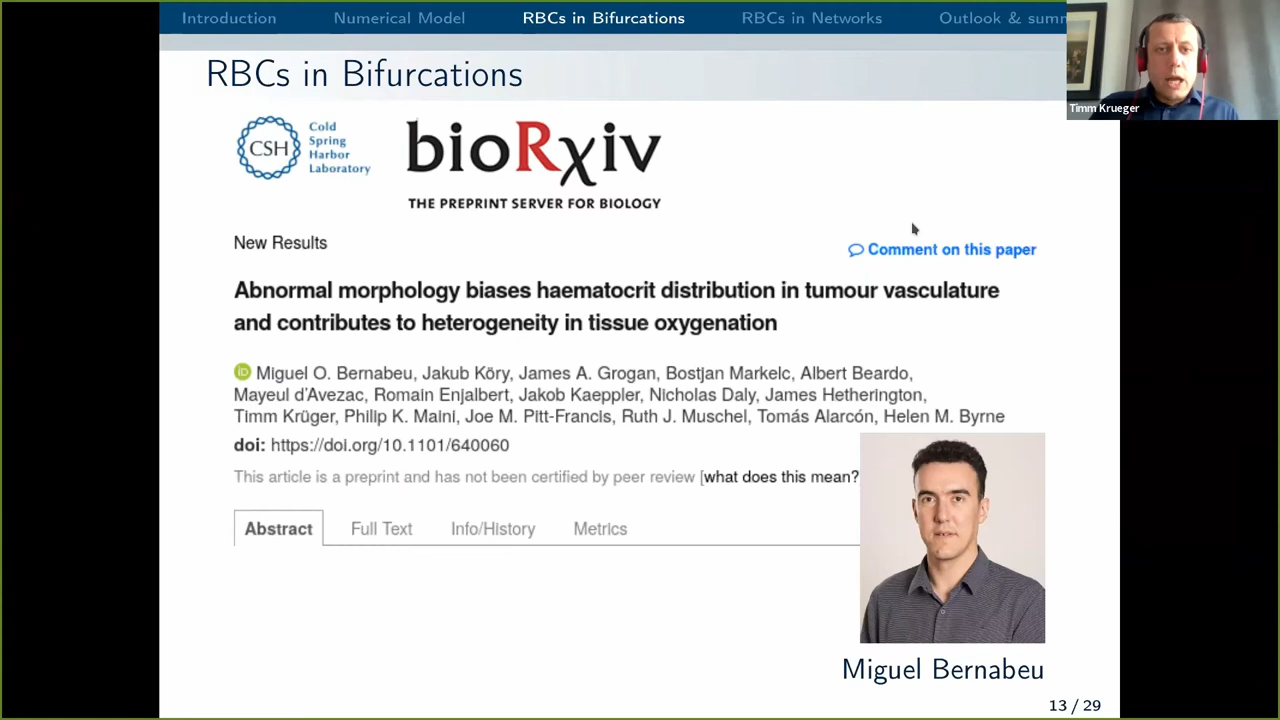 Introduction Numerical Model RBCs in Bifurcations RBCs in Networks Outlook & sum
Timm Krueger
RBCs in Bifurcations
CSH
Cold
Spring
Harbor
Laboratory
bioRχiv
THE PREPRINT SERVER FOR BIOLOGY
New Results
Comment on this paper
Abnormal morphology biases haematocrit distribution in tumour vasculature
and contributes to heterogeneity in tissue oxygenation
iD Miguel O. Bernabeu, Jakub Kőry, James A. Grogan, Bostjan Markelc, Albert Beardo,
Mayeul d'Avezac, Romain Enjalbert, Jakob Kaeppler, Nicholas Daly, James Hetherington,
Timm Krüger, Philip K. Maini, Joe M. Pitt-Francis, Ruth J. Muschel, Tomás Alarcón, Helen M. Byrne
doi: https://doi.org/10.1101/640060
This article is a preprint and has not been certified by peer review [what does this mean?
Abstract Full Text Info/History Metrics
Miguel Bernabeu
13 / 29